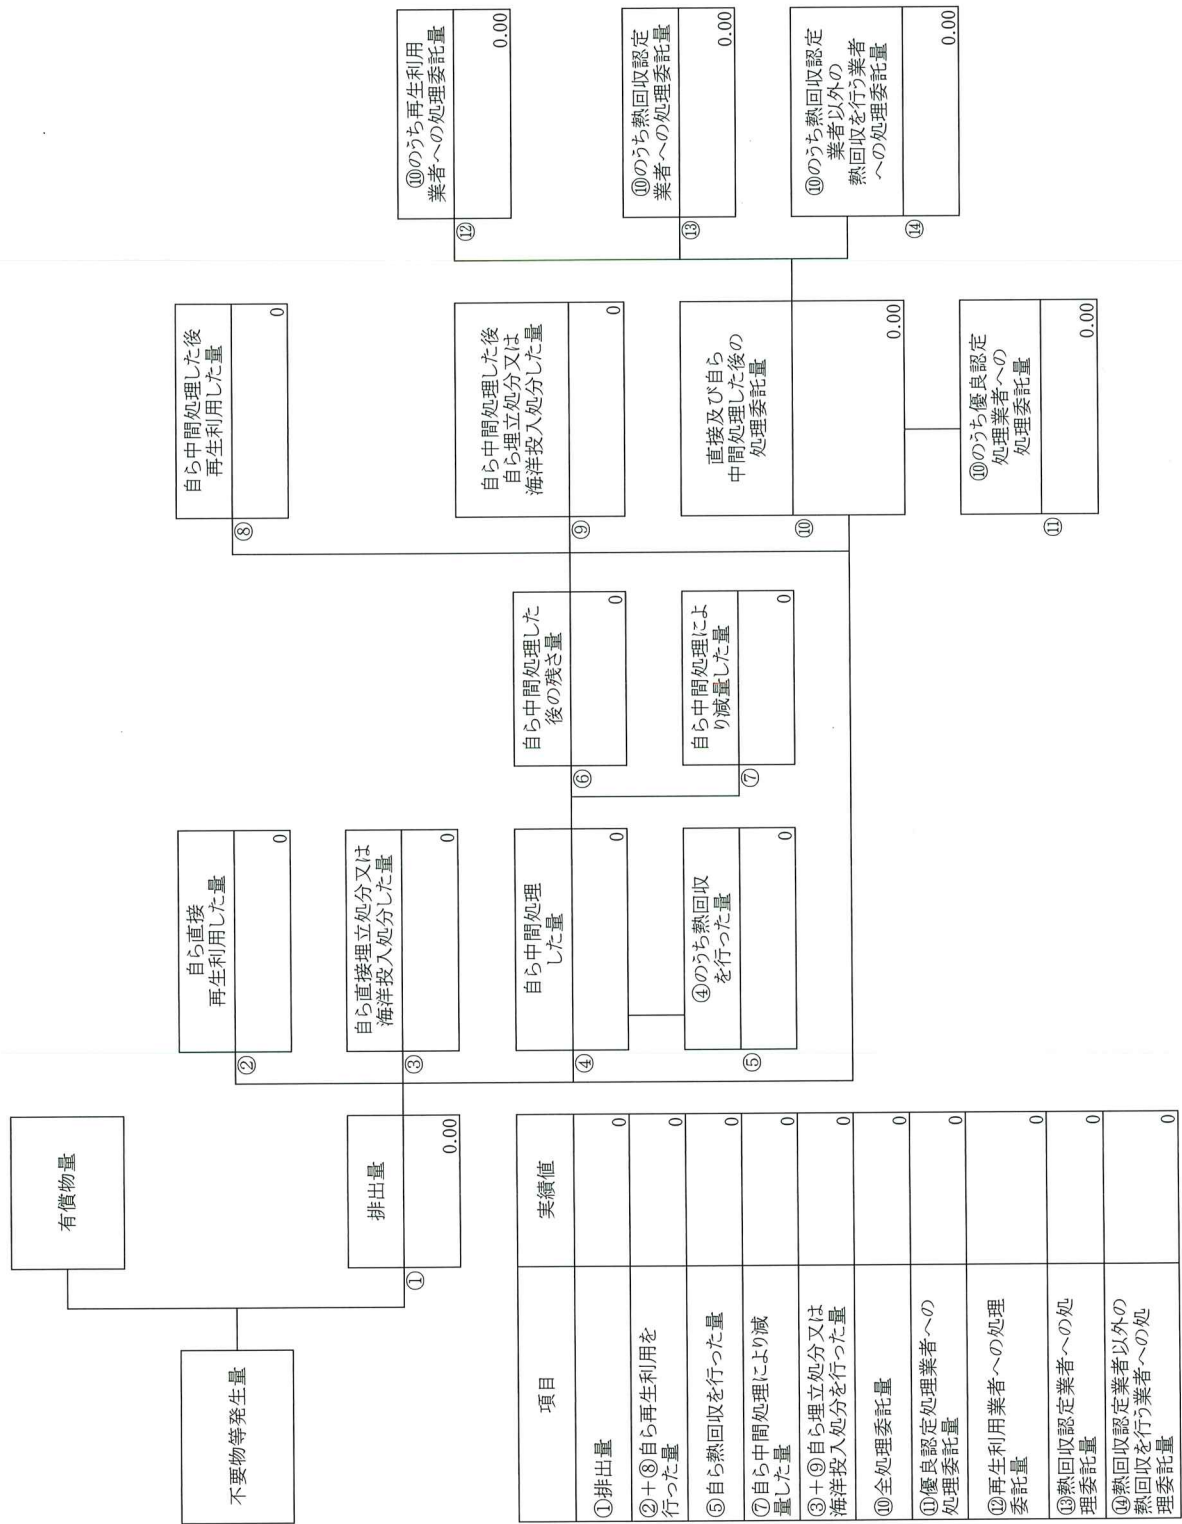 不要物等発生量
有償物量
①
排出量
0.00
②
自ら直接
再生利用した量
0
③
自ら直接埋立処分又は
海洋投入処分した量
0
④
自ら中間処理
した量
0
⑤
④のうち熱回収
を行った量
0
⑥
自ら中間処理した
後の残さ量
0
⑦
自ら中間処理によ
り減量した量
0
⑧
自ら中間処理した後
再生利用した量
0
⑨
自ら中間処理した後
自ら埋立処分又は
海洋投入処分した量
0
⑩
直接及び自ら
中間処理した後の
処理委託量
0.00
⑪
⑩のうち優良認定
処理業者への
処理委託量
0.00
⑫
⑩のうち再生利用
業者への処理委託量
0.00
⑬
⑩のうち熱回収認定
業者への処理委託量
0.00
⑭
⑩のうち熱回収認定
業者以外の
熱回収を行う業者
への処理委託量
0.00
項目
実績値
①排出量
0
②+⑧自ら再生利用を
行った量
0
⑤自ら熱回収を行った量
0
⑦自ら中間処理により減
量した量
0
③+⑨自ら埋立処分又は
海洋投入処分を行った量
0
⑩全処理委託量
0
⑪優良認定処理業者への
処理委託量
0
⑫再生利用業者への処理
委託量
0
⑬熱回収認定業者への処
理委託量
0
⑭熱回収認定業者以外の
熱回収を行う業者への処
理委託量
0